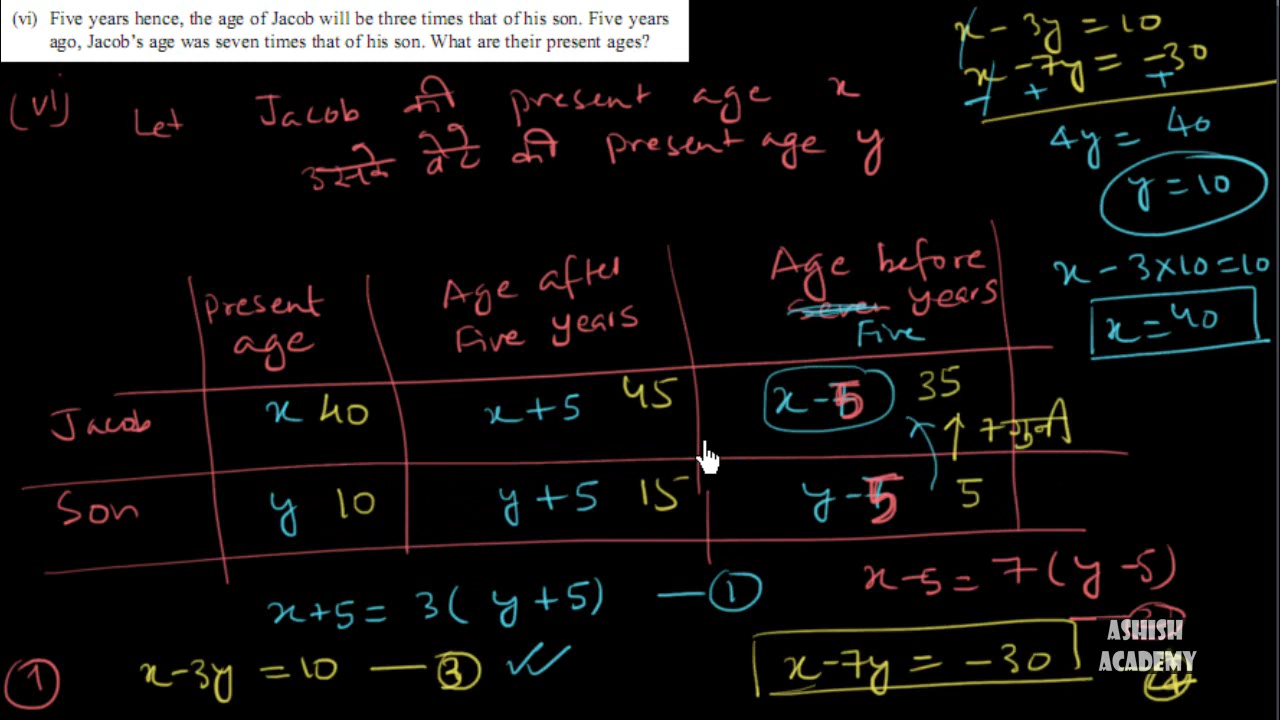 (vi) Five years hence, the age of Jacob will be three times that of his son. Five years
ago, Jacob's age was seven times that of his son. What are their present ages?
(vi) Let Jacob की present age x
उसके पुत्र की present age y
x - 3y = 10
x - 7y = -30
- + +
4y = 40
y = 10
x - 3×10 = 10
x = 40
Present age
Age after Five years
Age before seven years
Five
Jacob x 40 x+5 45 x-5 35
7गुनी
Son y 10 y+5 15 y-5 5
x+5 = 3(y+5) — ①
x-5 = 7(y-5)
① x-3y = 10 — ③
x-7y = -30
④
ASHISH
ACADEMY